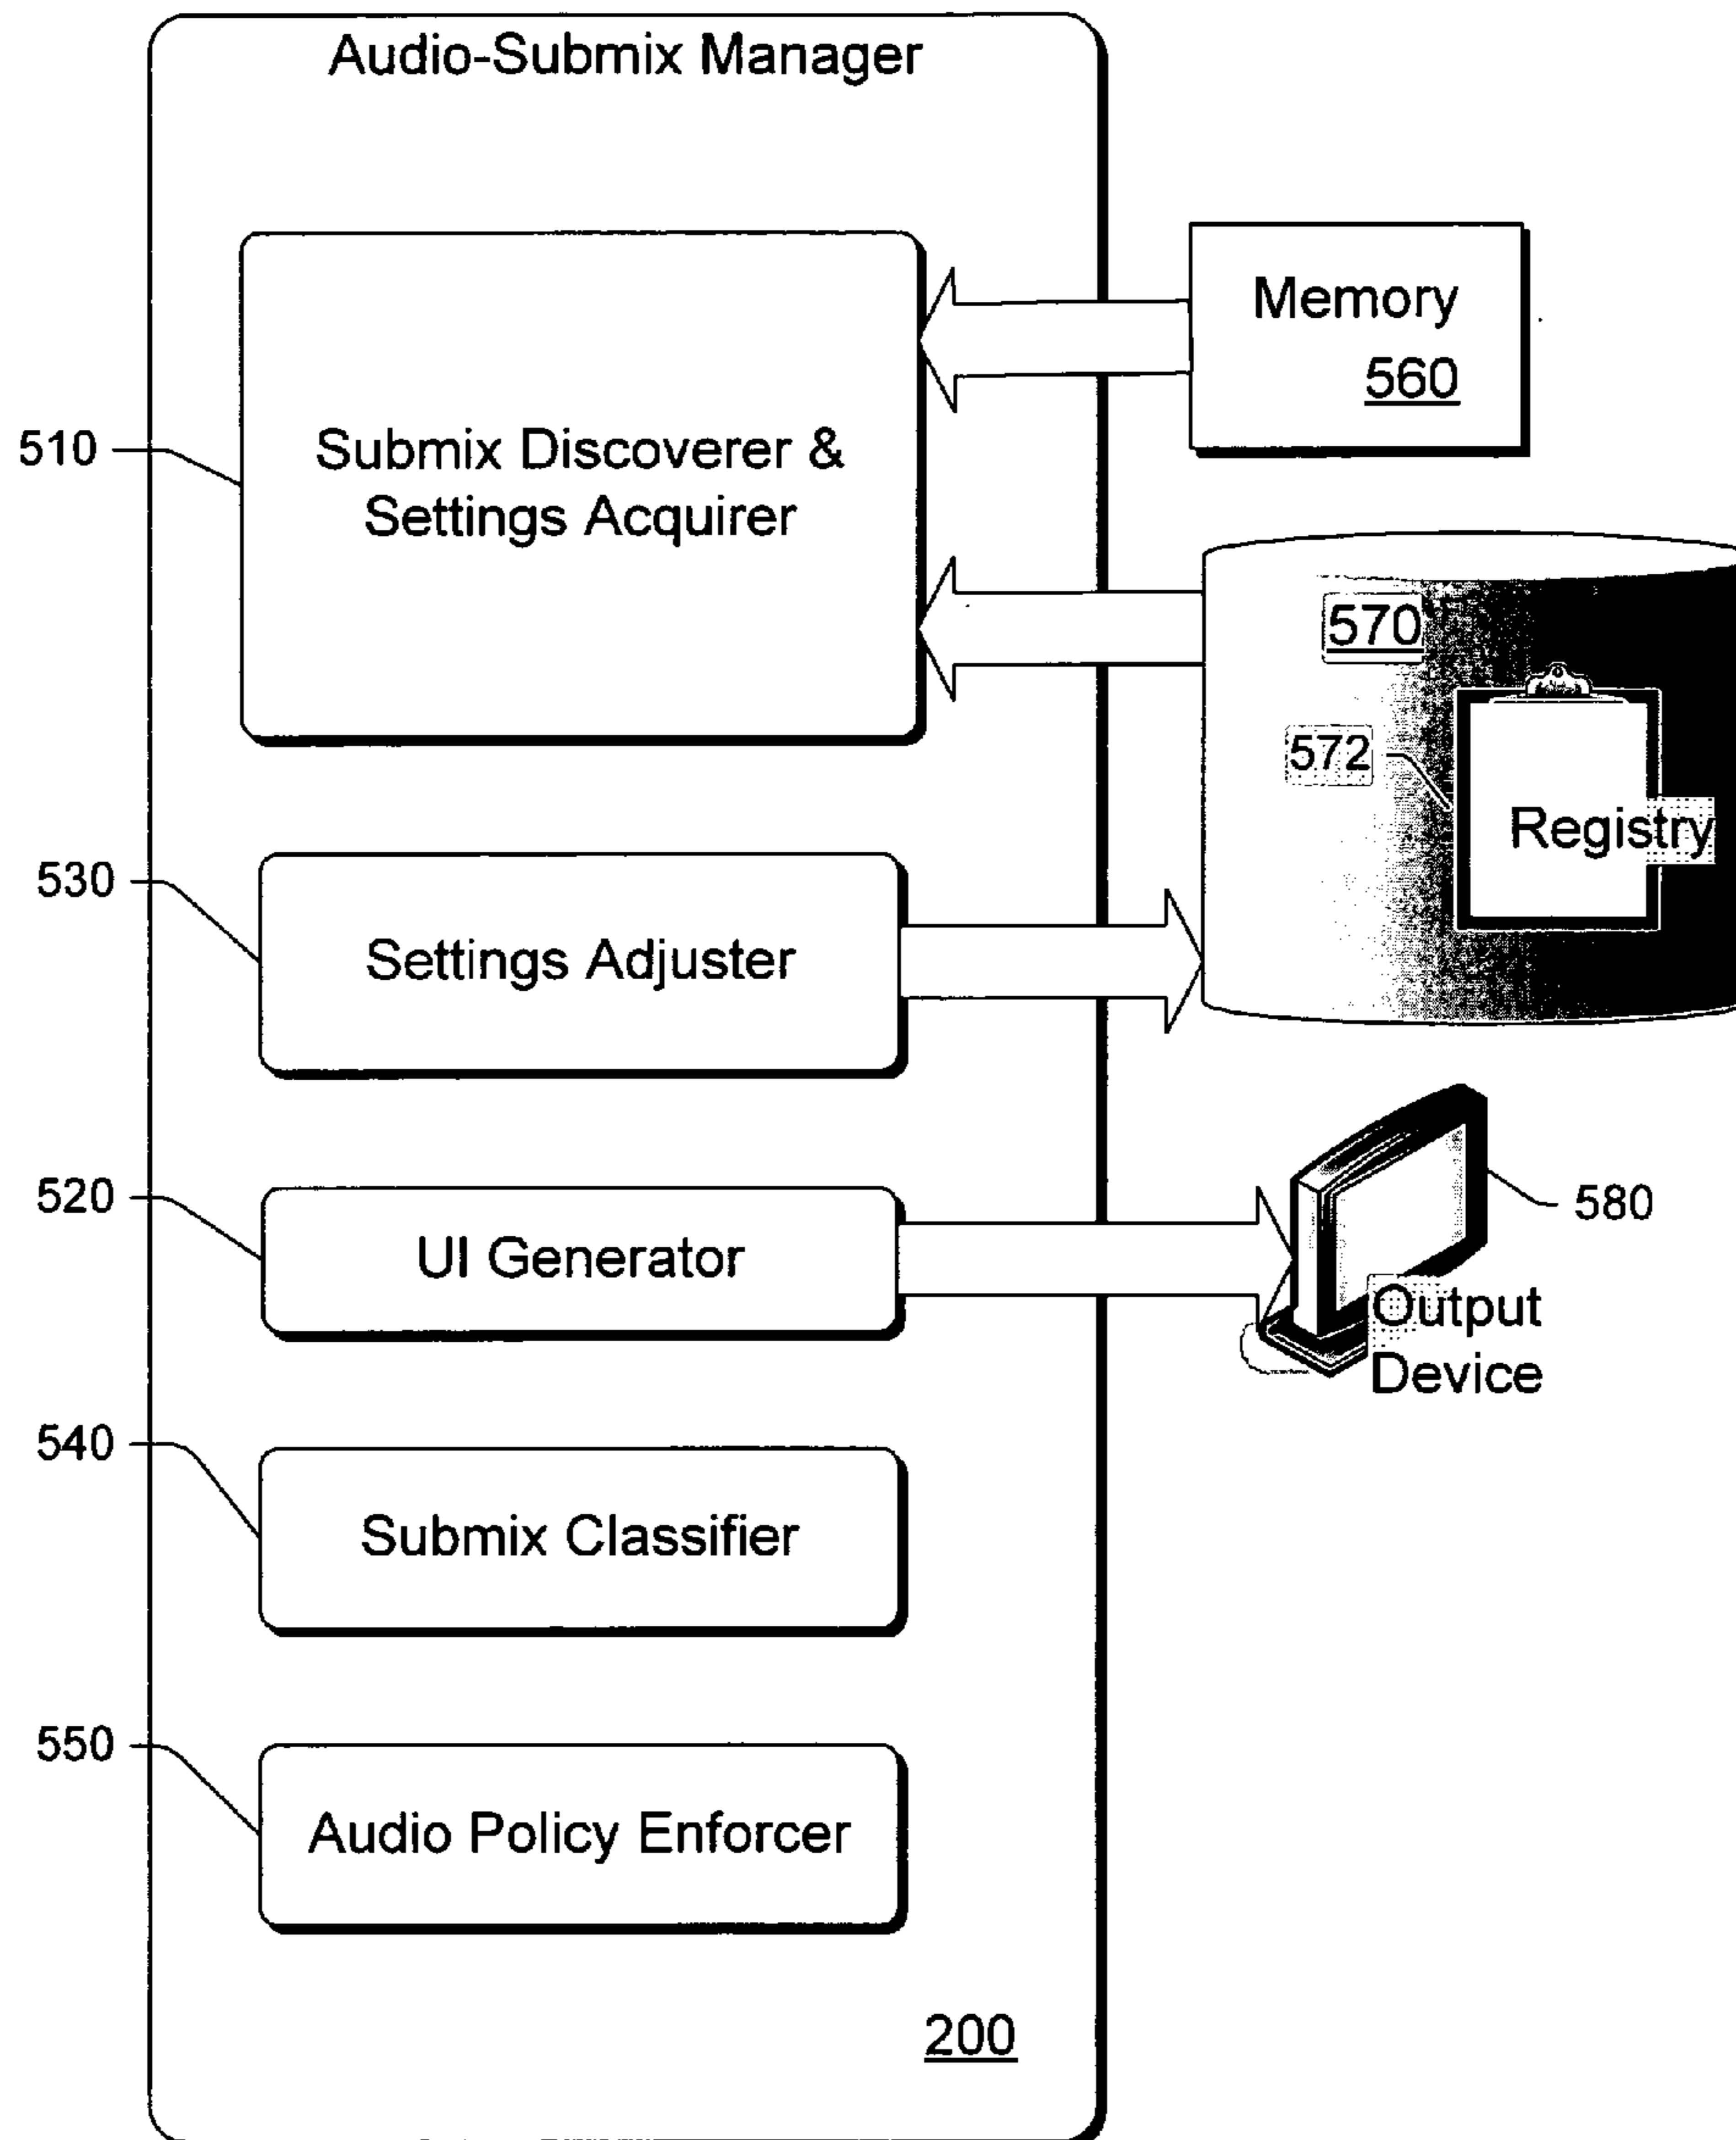 Audio-Submix Manager
Memory
560
510
Submix Discoverer &
Settings Acquirer
570
572
Registry
530
Settings Adjuster
520
UI Generator
580
Output
Device
540
Submix Classifier
550
Audio Policy Enforcer
200